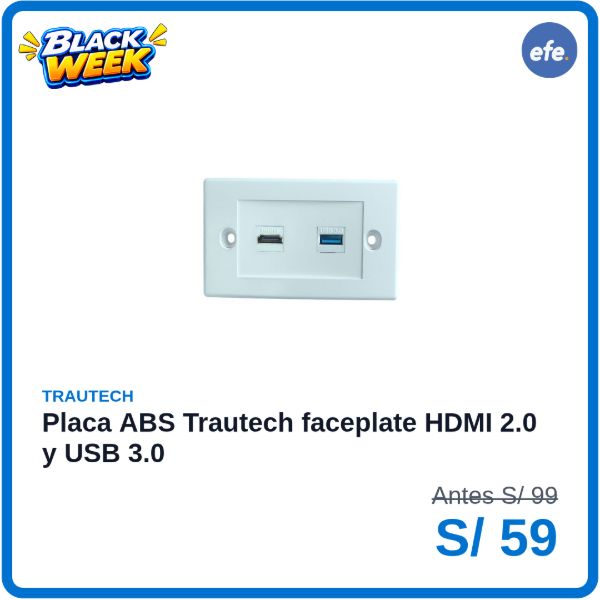 BLACK
WEEK
efe.
TRAUTECH
Placa ABS Trautech faceplate HDMI 2.0
y USB 3.0
Antes S/ 99
S/ 59